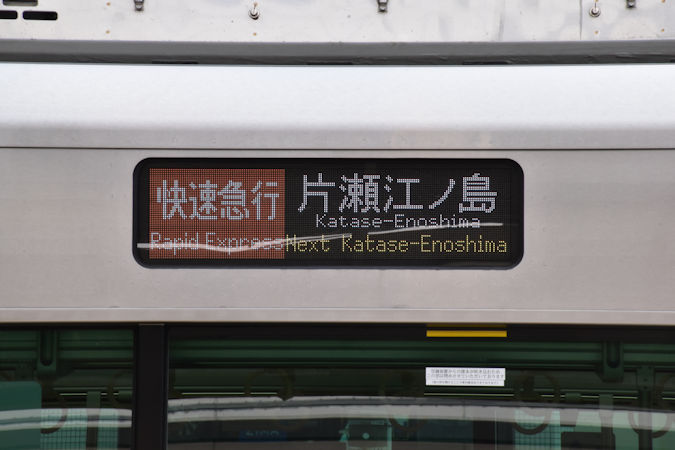 快速急行 片瀬江ノ島
Katase-Enoshima
Rapid Express Next Katase-Enoshima